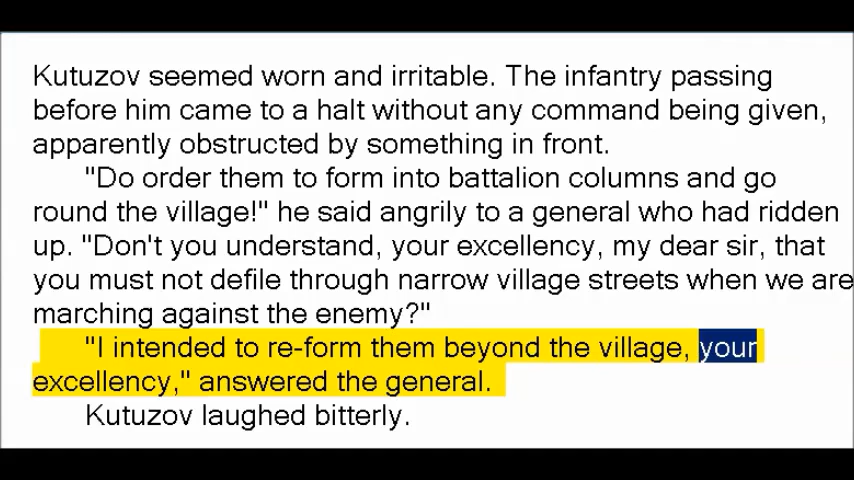 Kutuzov seemed worn and irritable. The infantry passing
before him came to a halt without any command being given,
apparently obstructed by something in front.
"Do order them to form into battalion columns and go
round the village!" he said angrily to a general who had ridden
up. "Don't you understand, your excellency, my dear sir, that
you must not defile through narrow village streets when we are
marching against the enemy?"
"I intended to re-form them beyond the village, your
excellency," answered the general.
Kutuzov laughed bitterly.